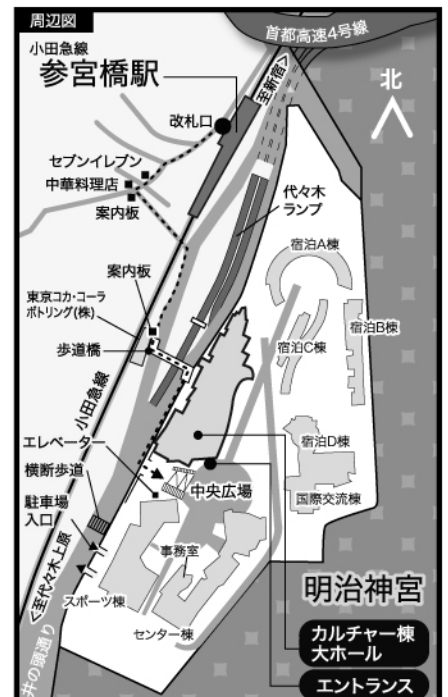 周辺図
首都高速4号線
小田急線
参宮橋駅
<至新宿>
北
改札口
セブンイレブン
中華料理店
案内板
代々木
ランプ
宿泊A棟
案内板
東京コカ・コーラ
ボトリング(株)
宿泊B棟
歩道橋
宿泊C棟
小田急線
エレベーター
宿泊D棟
横断歩道
中央広場
国際交流棟
駐車場
入口
事務室
<至代々木上原
スポーツ棟
明治神宮
センター棟
井の頭通り
カルチャー棟
大ホール
エントランス